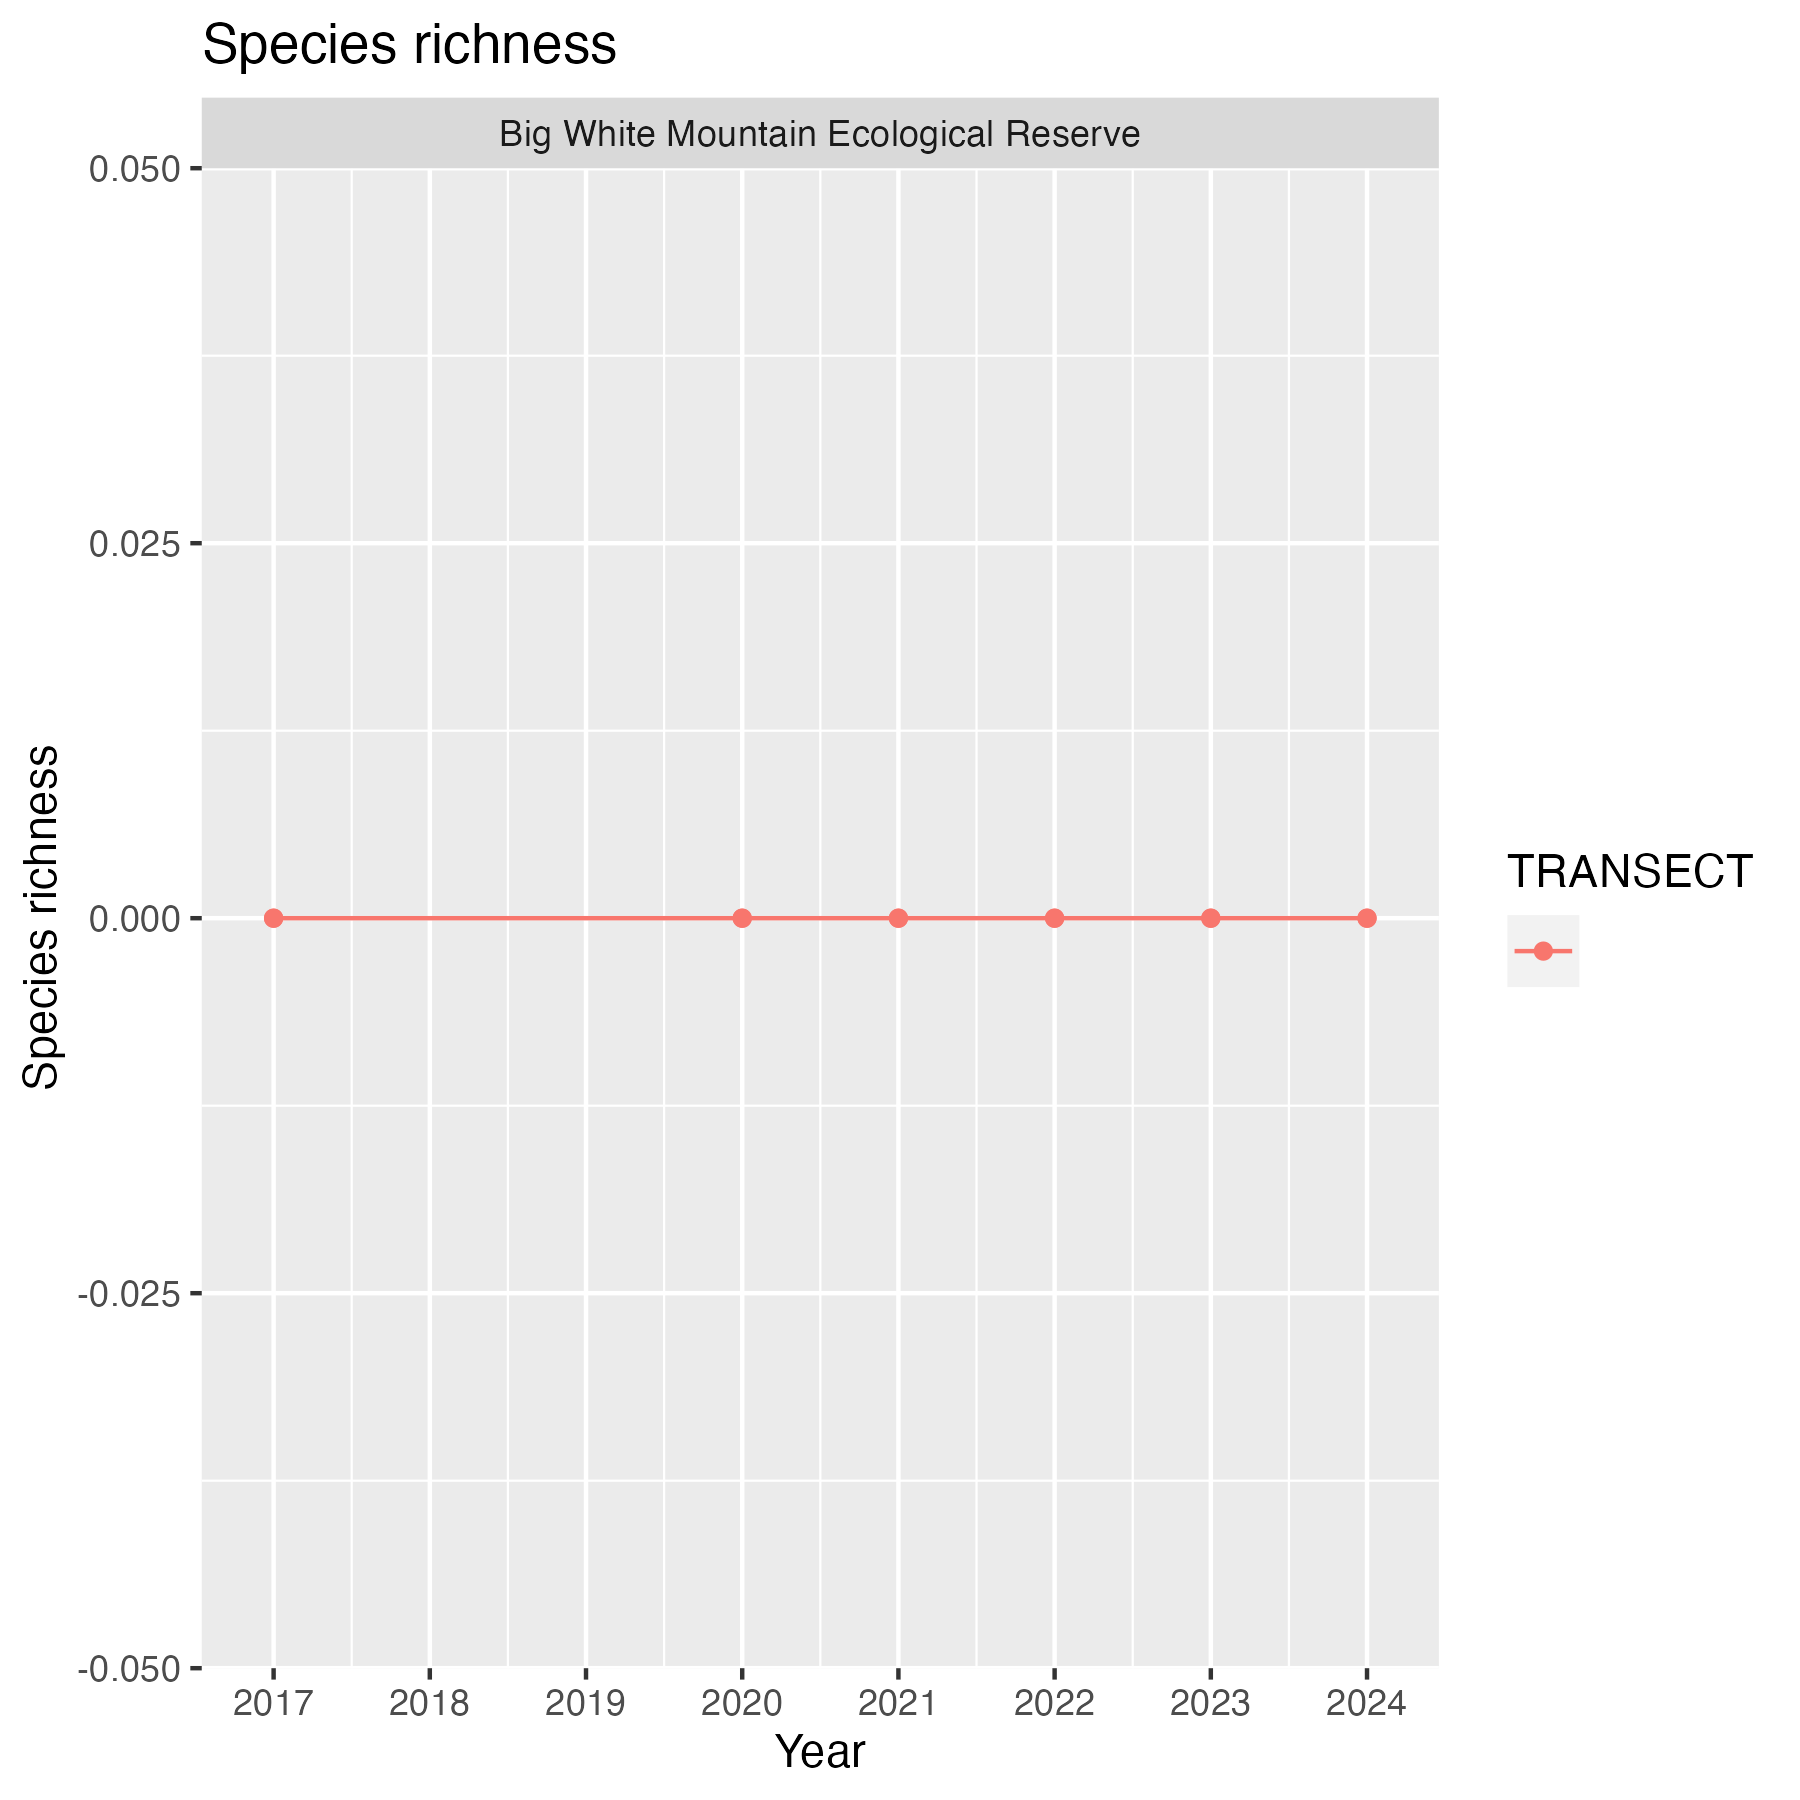 Species richness
Big White Mountain Ecological Reserve
0.050
0.025
0.000
-0.025
-0.050
Species richness
2017 2018 2019 2020 2021 2022 2023 2024
Year
TRANSECT